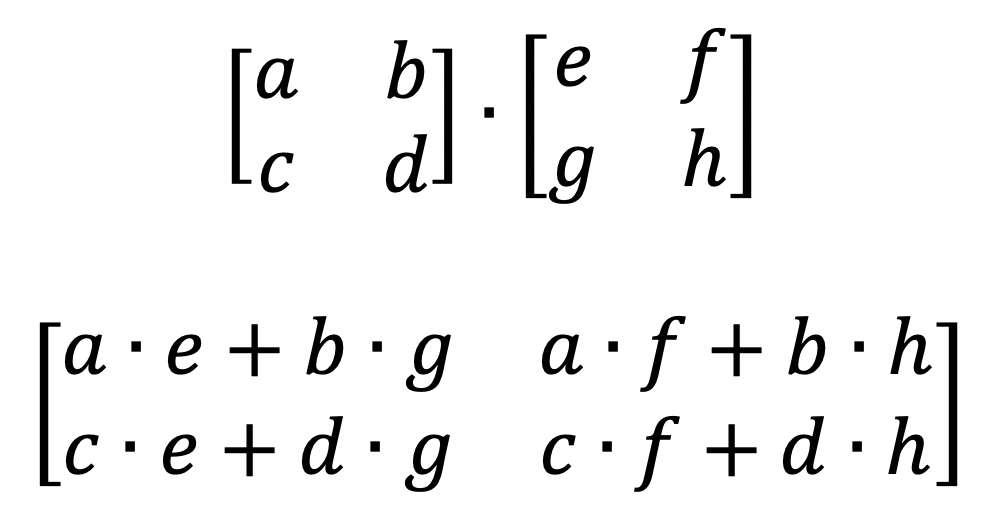 [a b] · [e f]
[c d] [g h]
[a · e + b · g a · f + b · h]
[c · e + d · g c · f + d · h]